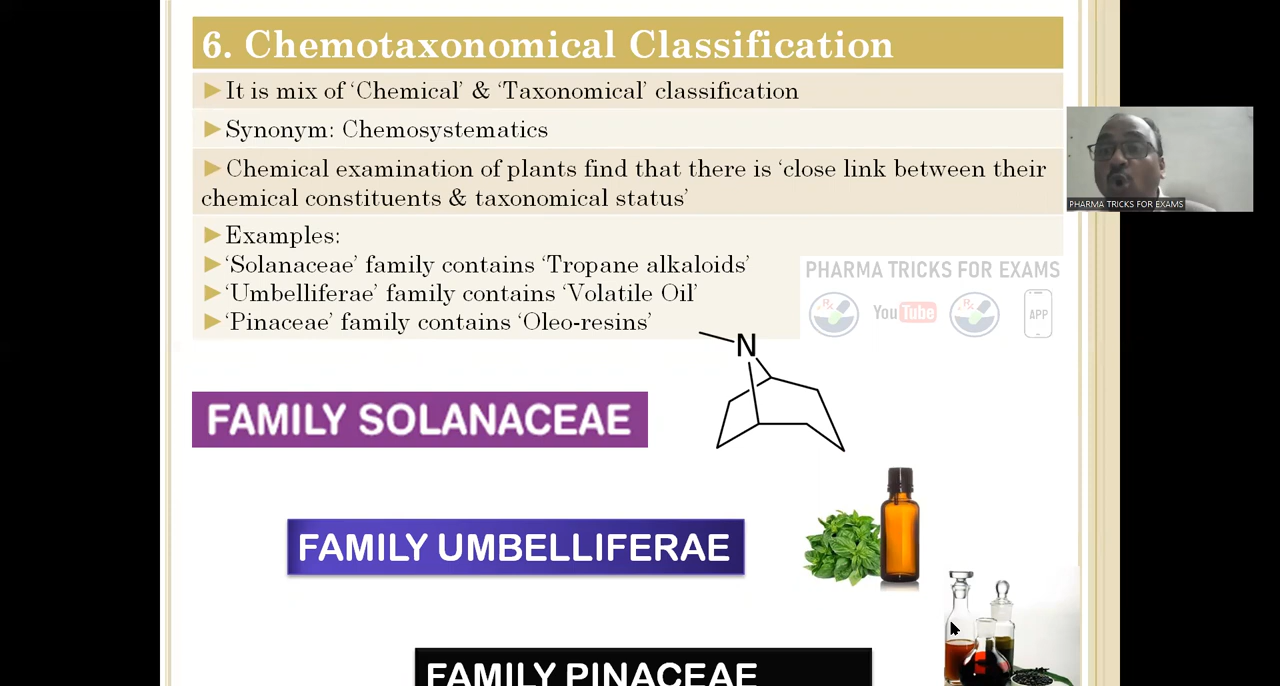 6. Chemotaxonomical Classification
►It is mix of ‘Chemical’ & ‘Taxonomical’ classification
►Synonym: Chemosystematics
►Chemical examination of plants find that there is ‘close link between their
chemical constituents & taxonomical status’
►Examples:
►‘Solanaceae’ family contains ‘Tropane alkaloids’
►‘Umbelliferae’ family contains ‘Volatile Oil’
►‘Pinaceae’ family contains ‘Oleo-resins’
PHARMA TRICKS FOR EXAMS
PHARMA TRICKS FOR EXAMS
Rx
YouTube
Rx
APP
N
FAMILY SOLANACEAE
FAMILY UMBELLIFERAE
FAMILY PINACEAE